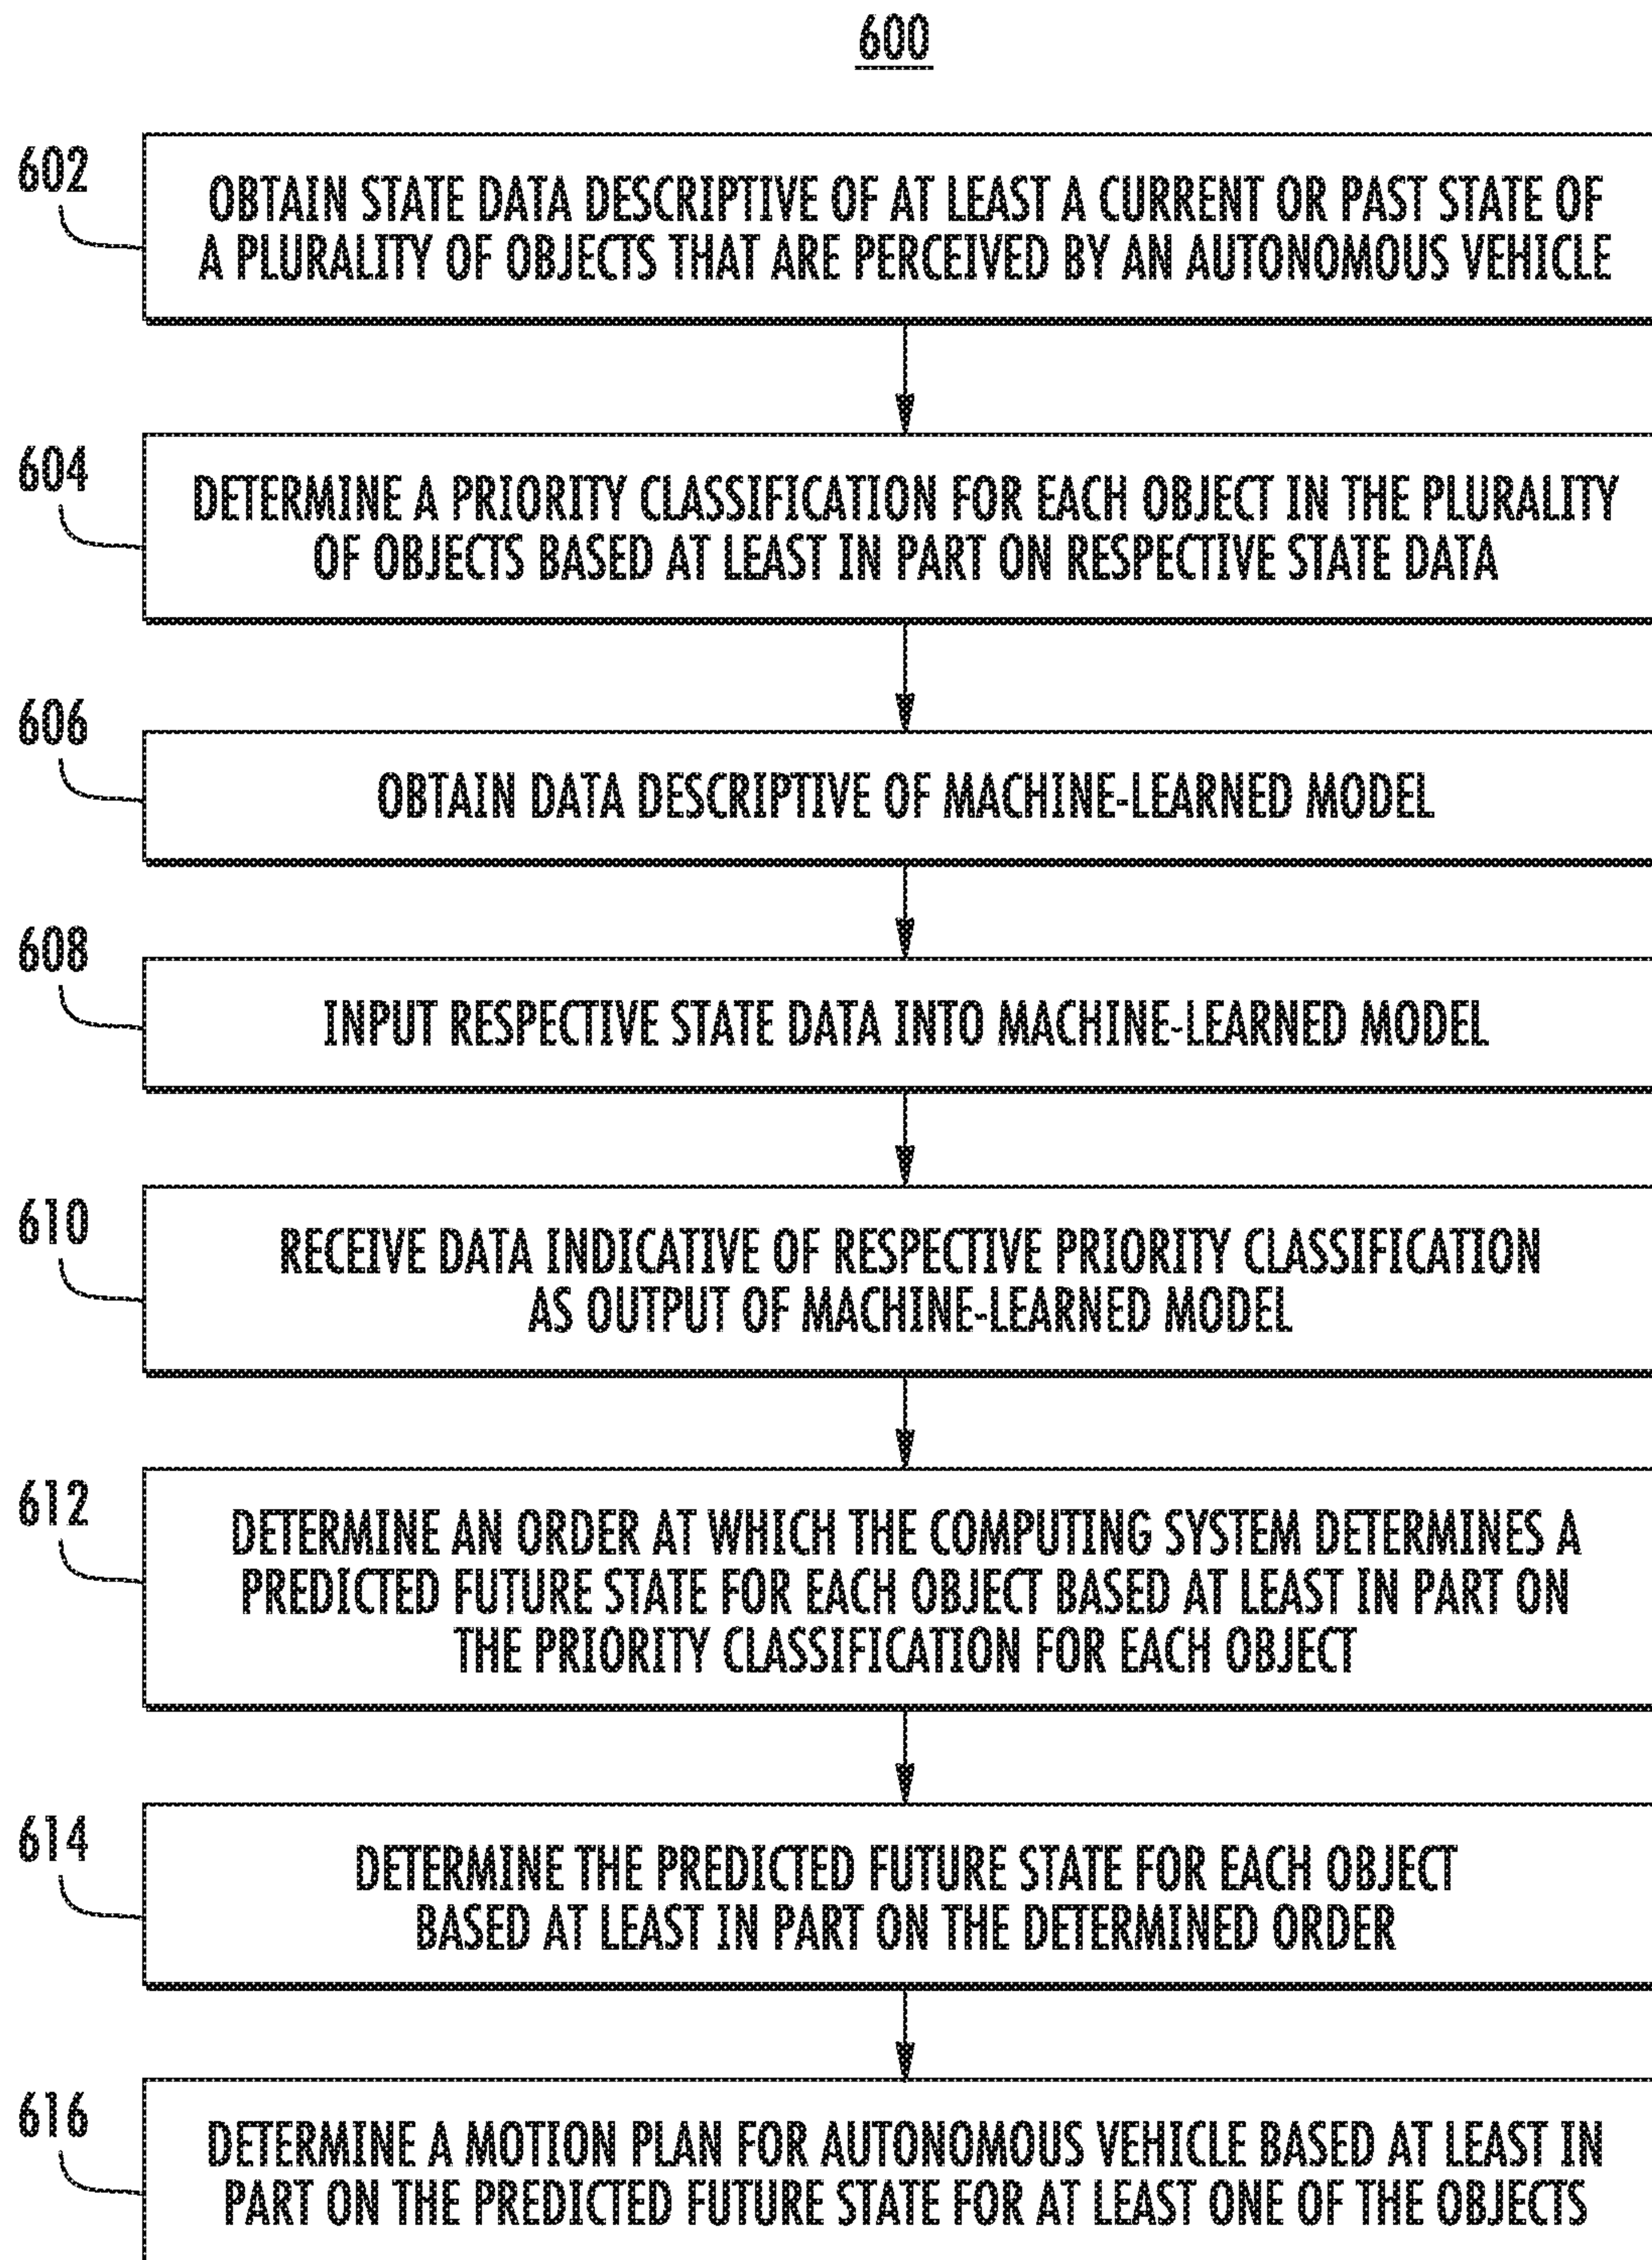 600
602
OBTAIN STATE DATA DESCRIPTIVE OF AT LEAST A CURRENT OR PAST STATE OF
A PLURALITY OF OBJECTS THAT ARE PERCEIVED BY AN AUTONOMOUS VEHICLE
604
DETERMINE A PRIORITY CLASSIFICATION FOR EACH OBJECT IN THE PLURALITY
OF OBJECTS BASED AT LEAST IN PART ON RESPECTIVE STATE DATA
606
OBTAIN DATA DESCRIPTIVE OF MACHINE-LEARNED MODEL
608
INPUT RESPECTIVE STATE DATA INTO MACHINE-LEARNED MODEL
610
RECEIVE DATA INDICATIVE OF RESPECTIVE PRIORITY CLASSIFICATION
AS OUTPUT OF MACHINE-LEARNED MODEL
612
DETERMINE AN ORDER AT WHICH THE COMPUTING SYSTEM DETERMINES A
PREDICTED FUTURE STATE FOR EACH OBJECT BASED AT LEAST IN PART ON
THE PRIORITY CLASSIFICATION FOR EACH OBJECT
614
DETERMINE THE PREDICTED FUTURE STATE FOR EACH OBJECT
BASED AT LEAST IN PART ON THE DETERMINED ORDER
616
DETERMINE A MOTION PLAN FOR AUTONOMOUS VEHICLE BASED AT LEAST IN
PART ON THE PREDICTED FUTURE STATE FOR AT LEAST ONE OF THE OBJECTS